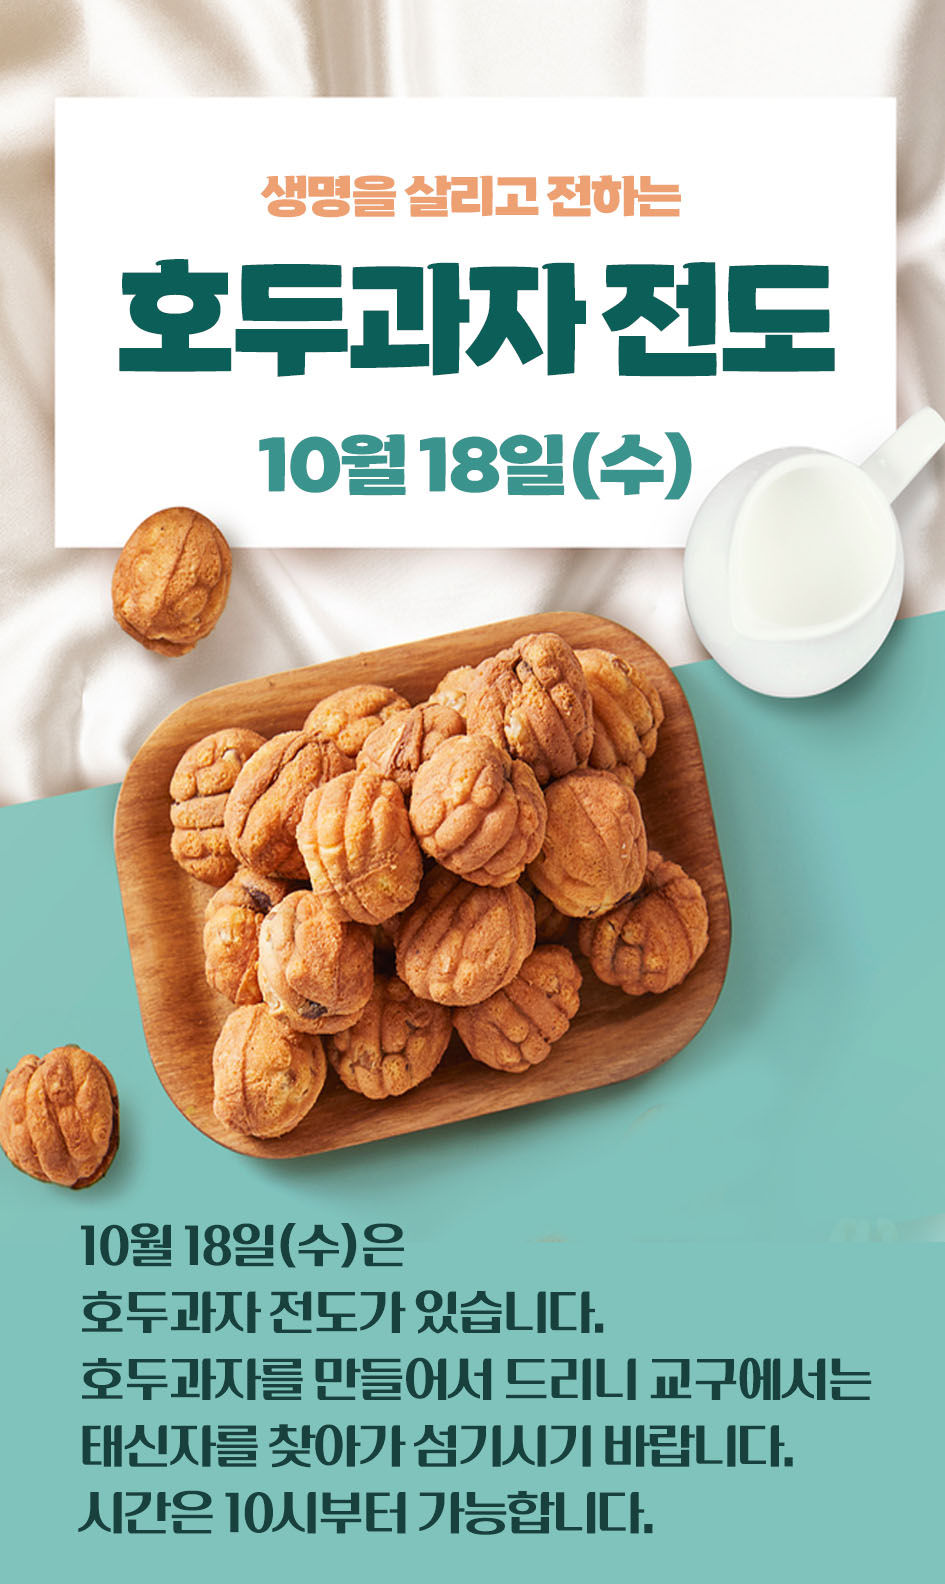 생명을 살리고 전하는
호두과자 전도
10월 18일(수)
10월 18일(수)은
호두과자 전도가 있습니다.
호두과자를 만들어서 드리니 교구에서는
태신자를 찾아가 섬기시기 바랍니다.
시간은 10시부터 가능합니다.